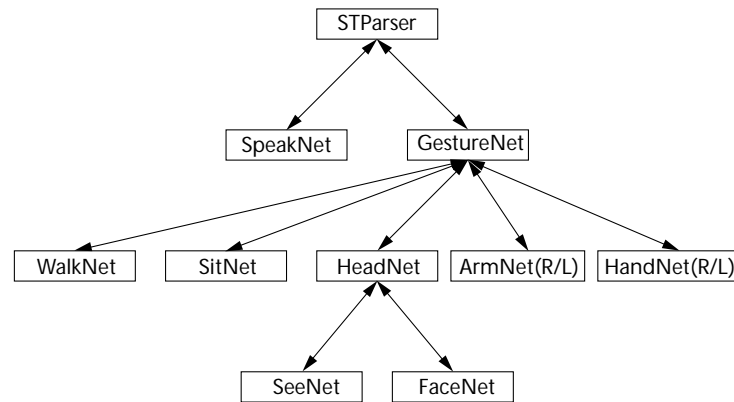 STParser
SpeakNet GestureNet
WalkNet SitNet HeadNet ArmNet(R/L) HandNet(R/L)
SeeNet FaceNet